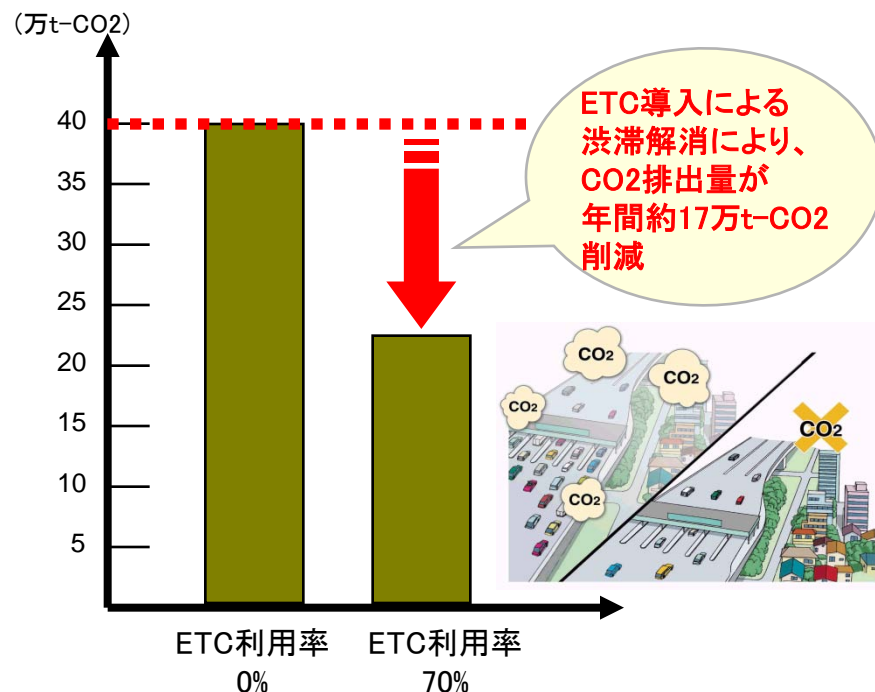 (万t-CO2)
40
35
30
25
20
15
10
5
ETC導入による
渋滞解消により、
CO2排出量が
年間約17万t-CO2
削減
CO2
CO2
CO2
CO2
CO2
ETC利用率
0%
ETC利用率
70%